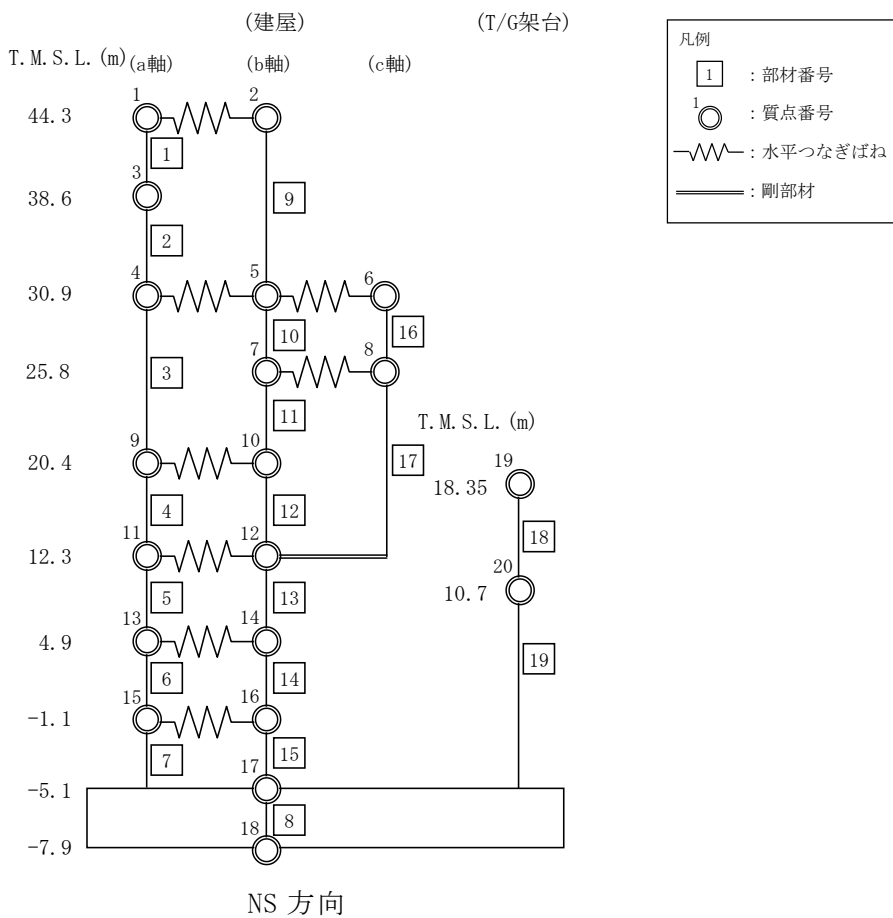 (建屋) (T/G架台)
T.M.S.L.(m) (a軸) (b軸) (c軸)
凡例
1 : 部材番号
1 : 質点番号
: 水平つなぎばね
: 剛部材
44.3 1 2
1
38.6 3 9
2
30.9 4 5 6
10 16
25.8 3 7 8
11
T.M.S.L.(m)
20.4 9 10 17
18.35 19
4 12 18
12.3 11 12
10.7 20
5 13
4.9 13 14
6 14 19
-1.1 15 16
7 15
-5.1 17
8
-7.9 18
NS 方向